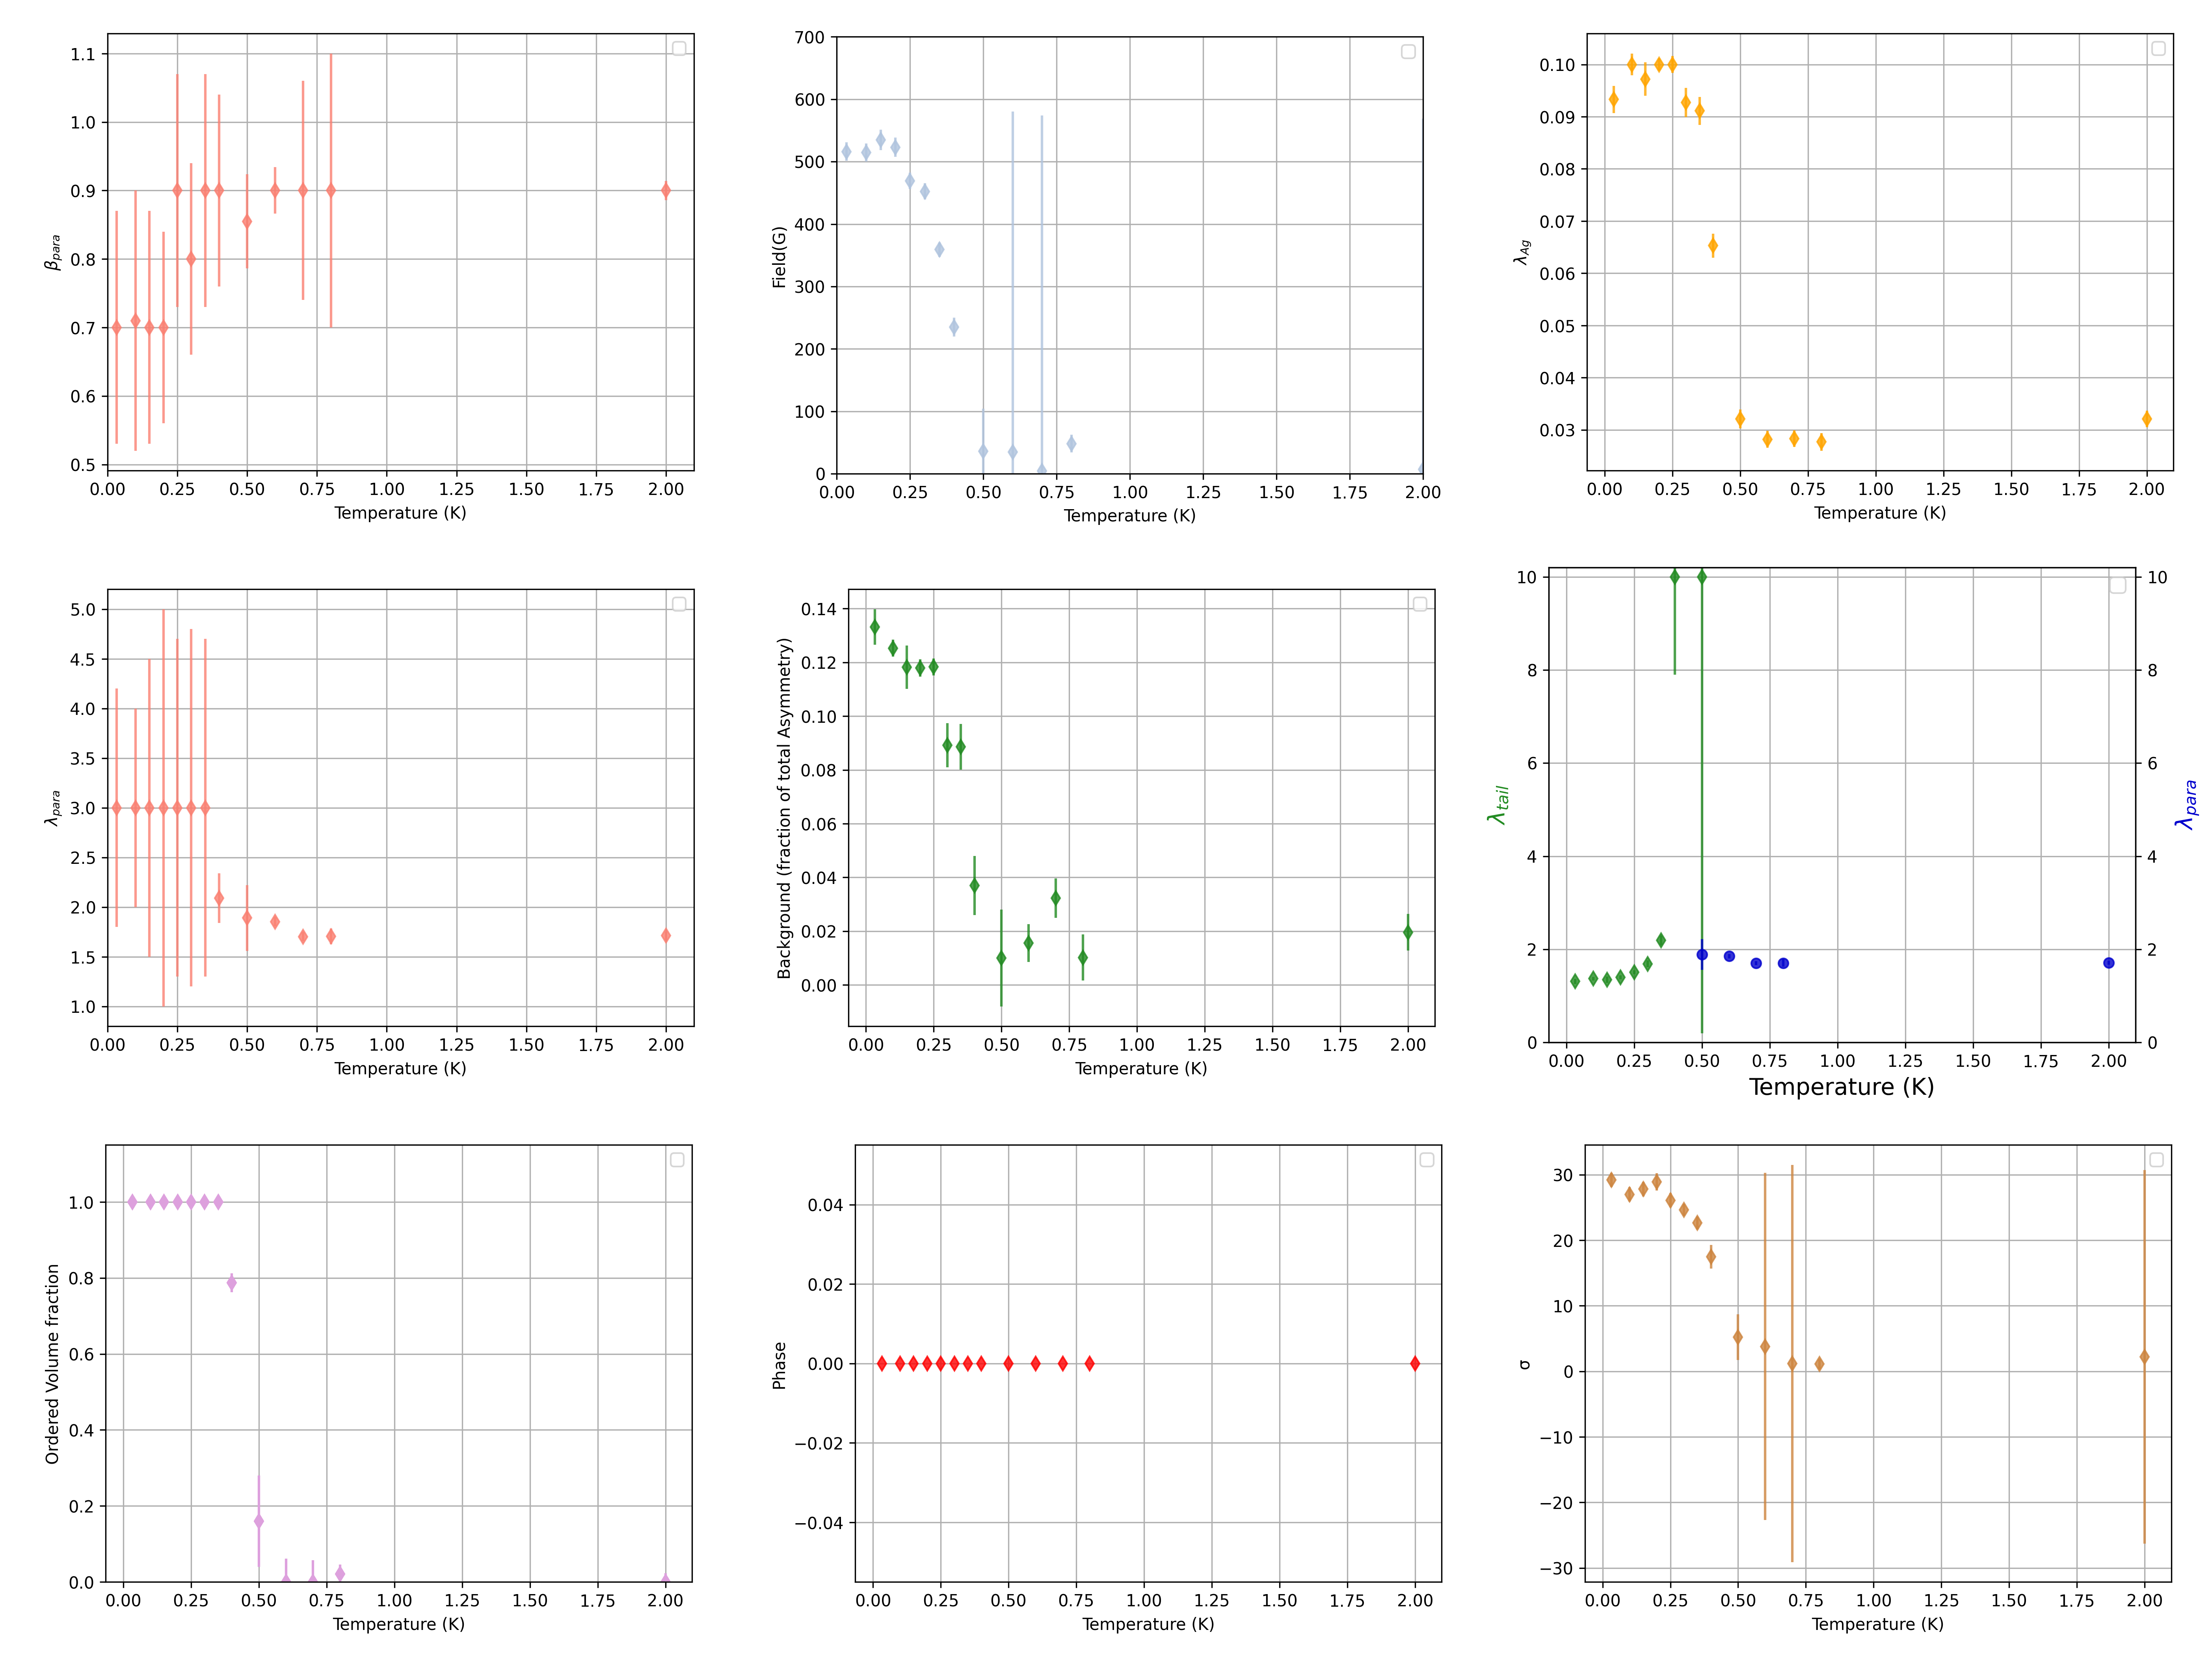 β_para
1.1
1.0
0.9
0.8
0.7
0.6
0.5
0.00 0.25 0.50 0.75 1.00 1.25 1.50 1.75 2.00
Temperature (K)
Field(G)
700
600
500
400
300
200
100
0
0.00 0.25 0.50 0.75 1.00 1.25 1.50 1.75 2.00
Temperature (K)
λ_Ag
0.10
0.09
0.08
0.07
0.06
0.05
0.04
0.03
0.00 0.25 0.50 0.75 1.00 1.25 1.50 1.75 2.00
Temperature (K)
λ_para
5.0
4.5
4.0
3.5
3.0
2.5
2.0
1.5
1.0
0.00 0.25 0.50 0.75 1.00 1.25 1.50 1.75 2.00
Temperature (K)
Background (fraction of total Asymmetry)
0.14
0.12
0.10
0.08
0.06
0.04
0.02
0.00
0.00 0.25 0.50 0.75 1.00 1.25 1.50 1.75 2.00
Temperature (K)
λ_tail
10
8
6
4
2
0
10
8
6
4
2
0
λ_para
0.00 0.25 0.50 0.75 1.00 1.25 1.50 1.75 2.00
Temperature (K)
Ordered Volume fraction
1.0
0.8
0.6
0.4
0.2
0.0
0.00 0.25 0.50 0.75 1.00 1.25 1.50 1.75 2.00
Temperature (K)
Phase
0.04
0.02
0.00
−0.02
−0.04
0.00 0.25 0.50 0.75 1.00 1.25 1.50 1.75 2.00
Temperature (K)
σ
30
20
10
0
−10
−20
−30
0.00 0.25 0.50 0.75 1.00 1.25 1.50 1.75 2.00
Temperature (K)